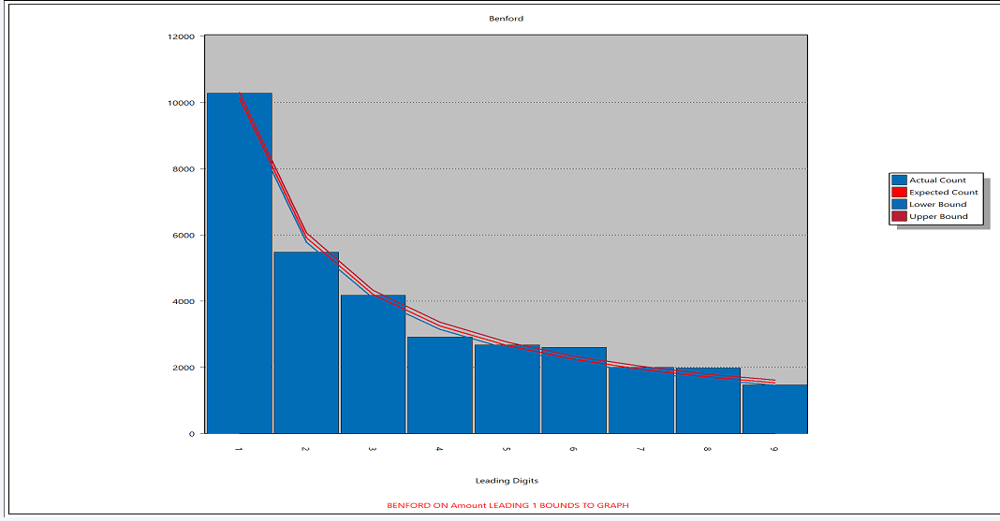 Benford
12000
10000
8000
6000
4000
2000
0
1
2
3
4
5
6
7
8
9
Leading Digits
Actual Count
Expected Count
Lower Bound
Upper Bound
BENFORD ON Amount LEADING 1 BOUNDS TO GRAPH